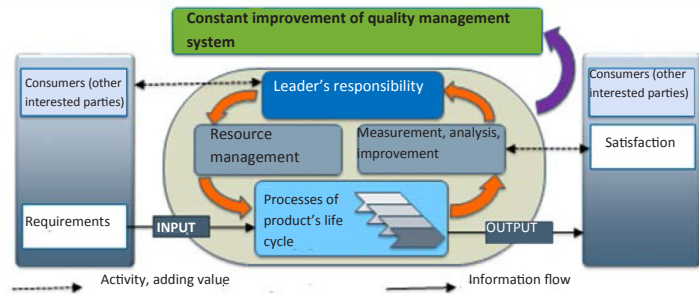 Constant improvement of quality management
system
Consumers (other
interested parties)
Leader's responsibility
Consumers (other
interested parties)
Resource
management
Measurement, analysis,
improvement
Satisfaction
Requirements
INPUT
Processes of
product's life
cycle
OUTPUT
Activity, adding value
Information flow